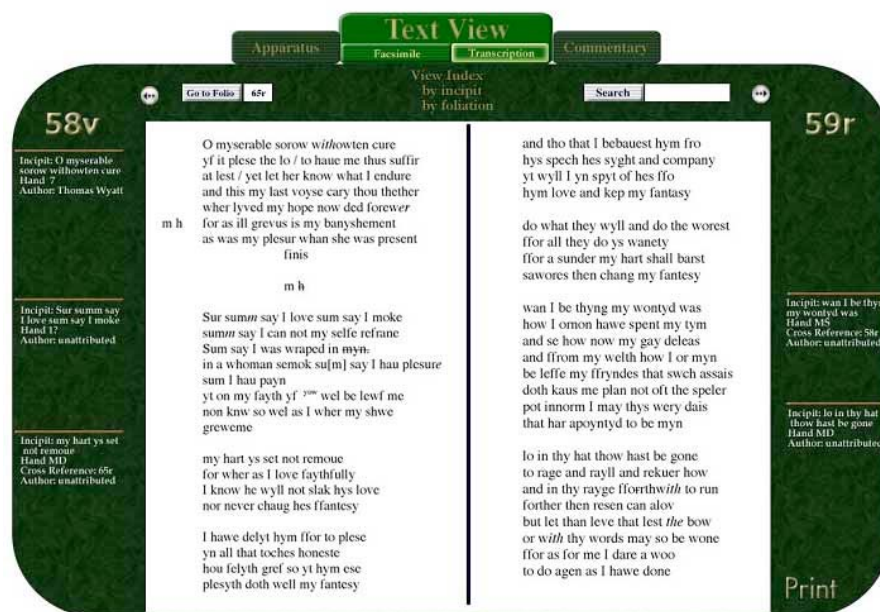 Text View
Apparatus
Facsimile
Transcription
Commentary
View Index
by incipit
by foliation
Go to Folio 65r
Search
58v
Incipit: O myserable
sorow withowten cure
Hand 7
Author: Thomas Wyatt
Incipit: Sur summ say
I love sum say I moke
Hand 1?
Author: unattributed
Incipit: my hart ys set
not remoue
Hand MD
Cross Reference: 65r
Author: unattributed
O myserable sorow withowten cure
yf it plese the lo / to haue me thus suffir
at lest / yet let her know what I endure
and this my last voyse cary thou thether
wher lyved my hope now ded forewer
m h for as ill grevus is my banyshement
as was my plesur whan she was present
finis
m h
Sur summ say I love sum say I moke
summ say I can not my selfe refrane
Sum say I was wraped in myn.
in a whoman semok su[m] say I hau plesure
sum I hau payn
yt on my fayth yf yow wel be lewf me
non knw so wel as I wher my shwe
greweme
my hart ys set not remoue
for wher as I love faythfully
I know he wyll not slak hys love
nor never chaug hes ffantesy
I hawe delyt hym ffor to plese
yn all that toches honeste
hou felyth gref so yt hym ese
plesyth doth well my fantesy
and tho that I bebauest hym fro
hys spech hes syght and company
yt wyll I yn spyt of hes ffo
hym love and kep my fantasy
do what they wyll and do the worest
ffor all they do ys wanety
ffor a sunder my hart shall barst
sawores then chang my fantesy
wan I be thyng my wontyd was
how I ornon hawe spent my tym
and se how now my gay deleas
and ffrom my welth how I or myn
be leffe my ffryndes that swch assais
doth kaus me plan not oft the speler
pot innorm I may thys wery dais
that har apoyntyd to be myn
lo in thy hat thow hast be gone
to rage and rayll and rekuer how
and in thy rayge fforrthwith to run
forther then resen can alov
but let than leve that lest the bow
or with thy words may so be wone
ffor as for me I dare a woo
to do agen as I hawe done
59r
Incipit: wan I be thyng
my wontyd was
Hand MS
Cross Reference: 58r
Author: unattributed
Incipit: lo in thy hat
thow hast be gone
Hand MD
Author: unattributed
Print